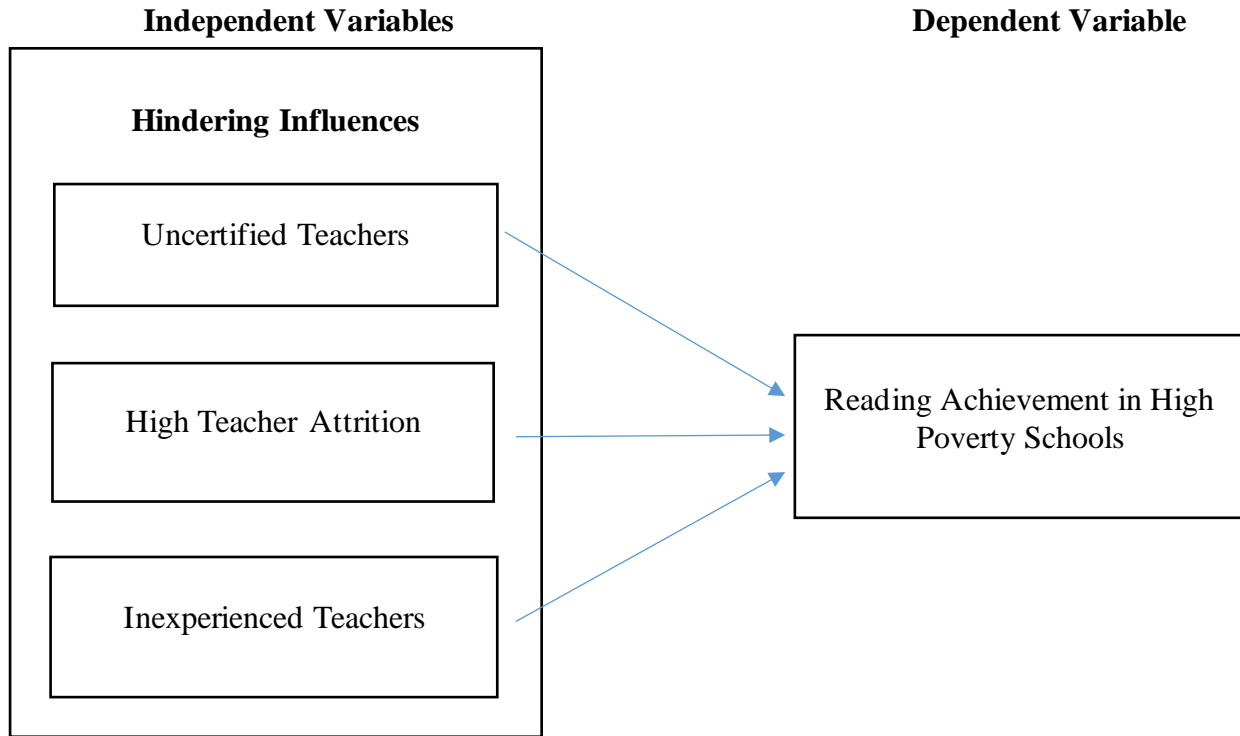 Independent Variables
Dependent Variable
Hindering Influences
Uncertified Teachers
High Teacher Attrition
Inexperienced Teachers
Reading Achievement in High
Poverty Schools